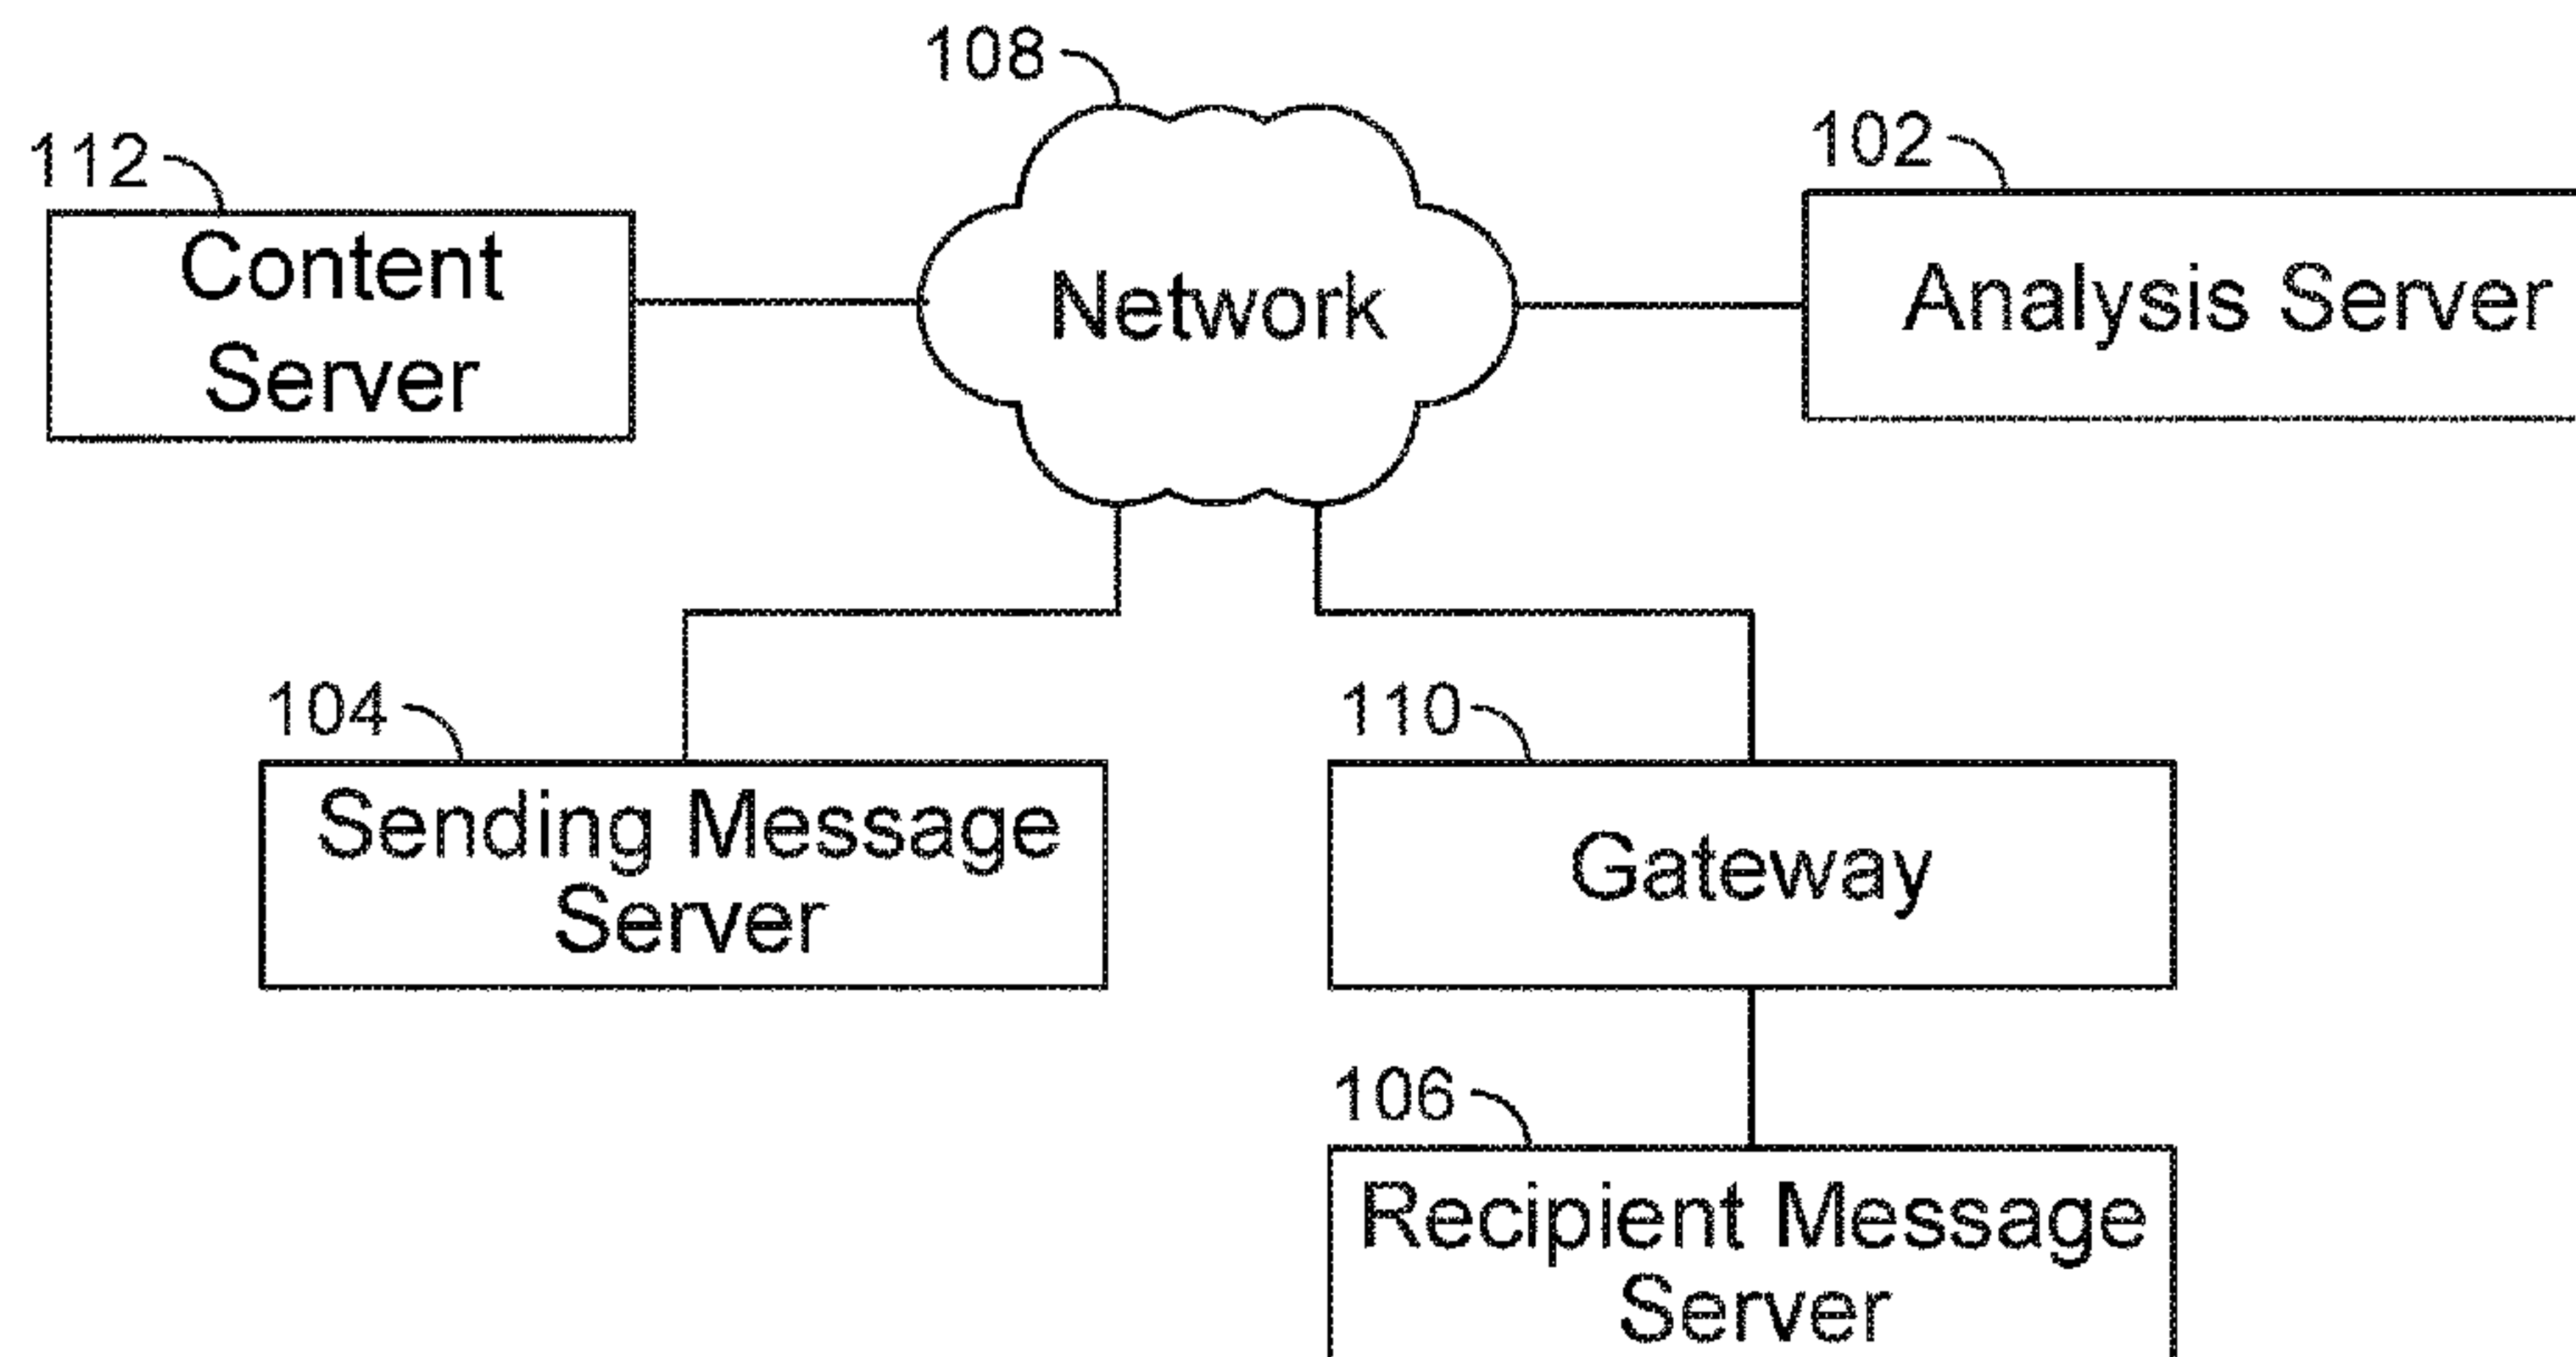 108
112
102
Content
Server
Network
Analysis Server
104
110
Sending Message
Server
Gateway
106
Recipient Message
Server